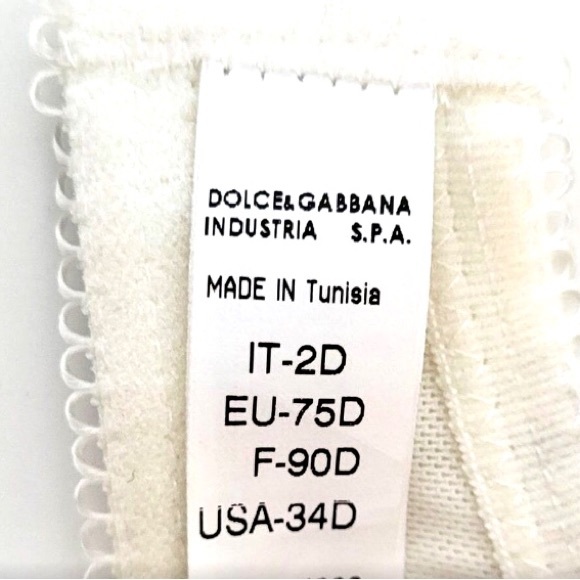 DOLCE&GABBANA
INDUSTRIA S.P.A.
MADE IN Tunisia
IT-2D
EU-75D
F-90D
USA-34D